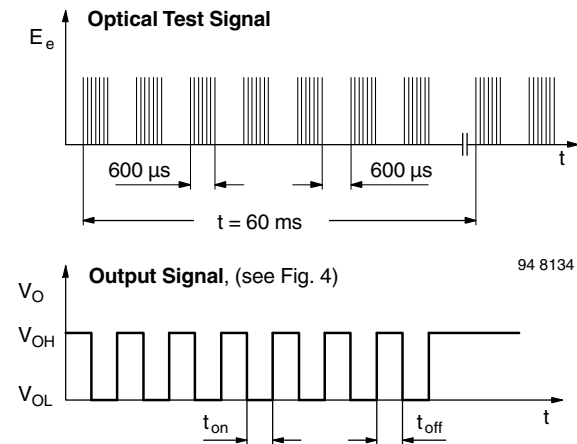 Optical Test Signal
E e
t
600 µs
600 µs
t = 60 ms
94 8134
Output Signal, (see Fig. 4)
V O
V OH
V OL
t on
t off
t